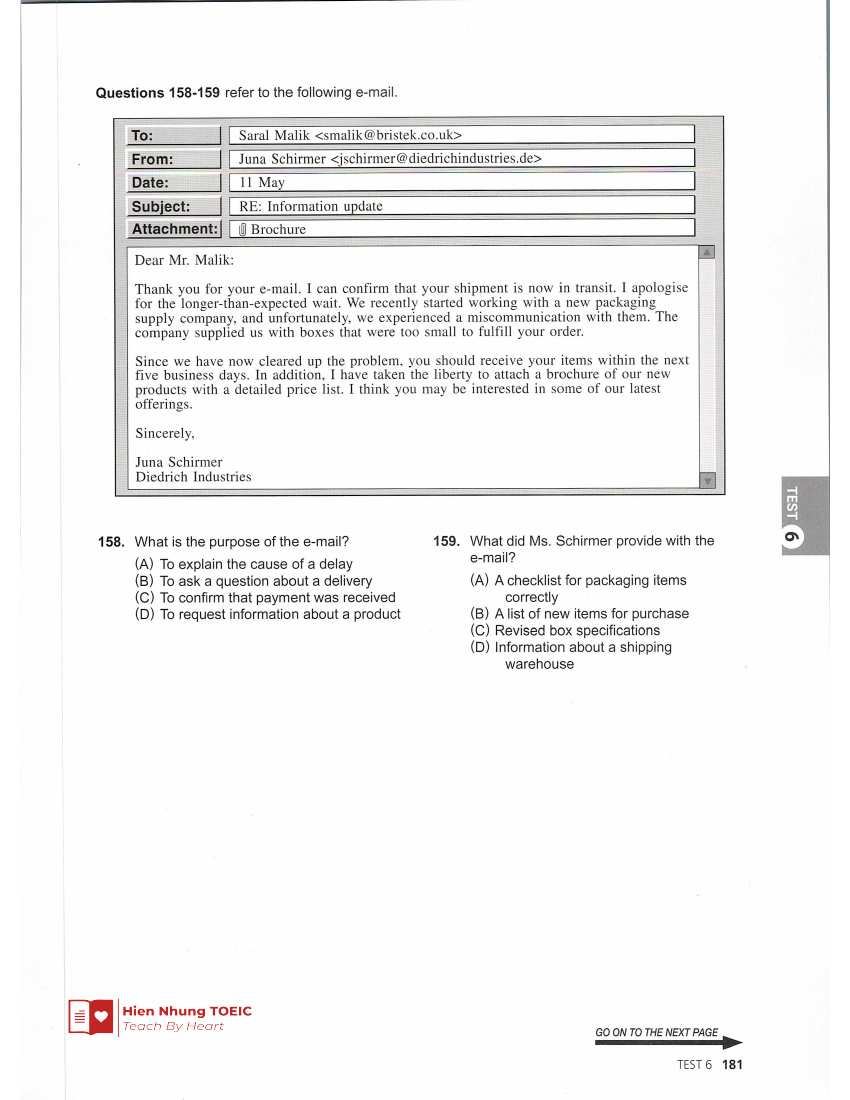 Questions 158-159 refer to the following e-mail.
To: Saral Malik <smalik@bristek.co.uk>
From: Juna Schirmer <jschirmer@diedrichindustries.de>
Date: 11 May
Subject: RE: Information update
Attachment: Brochure
Dear Mr. Malik:
Thank you for your e-mail. I can confirm that your shipment is now in transit. I apologise
for the longer-than-expected wait. We recently started working with a new packaging
supply company, and unfortunately, we experienced a miscommunication with them. The
company supplied us with boxes that were too small to fulfill your order.
Since we have now cleared up the problem, you should receive your items within the next
five business days. In addition, I have taken the liberty to attach a brochure of our new
products with a detailed price list. I think you may be interested in some of our latest
offerings.
Sincerely,
Juna Schirmer
Diedrich Industries
158. What is the purpose of the e-mail?
(A) To explain the cause of a delay
(B) To ask a question about a delivery
(C) To confirm that payment was received
(D) To request information about a product
159. What did Ms. Schirmer provide with the
e-mail?
(A) A checklist for packaging items
correctly
(B) A list of new items for purchase
(C) Revised box specifications
(D) Information about a shipping
warehouse
TEST 6
Hien Nhung TOEIC
Teach By Heart
GO ON TO THE NEXT PAGE
TEST 6 181